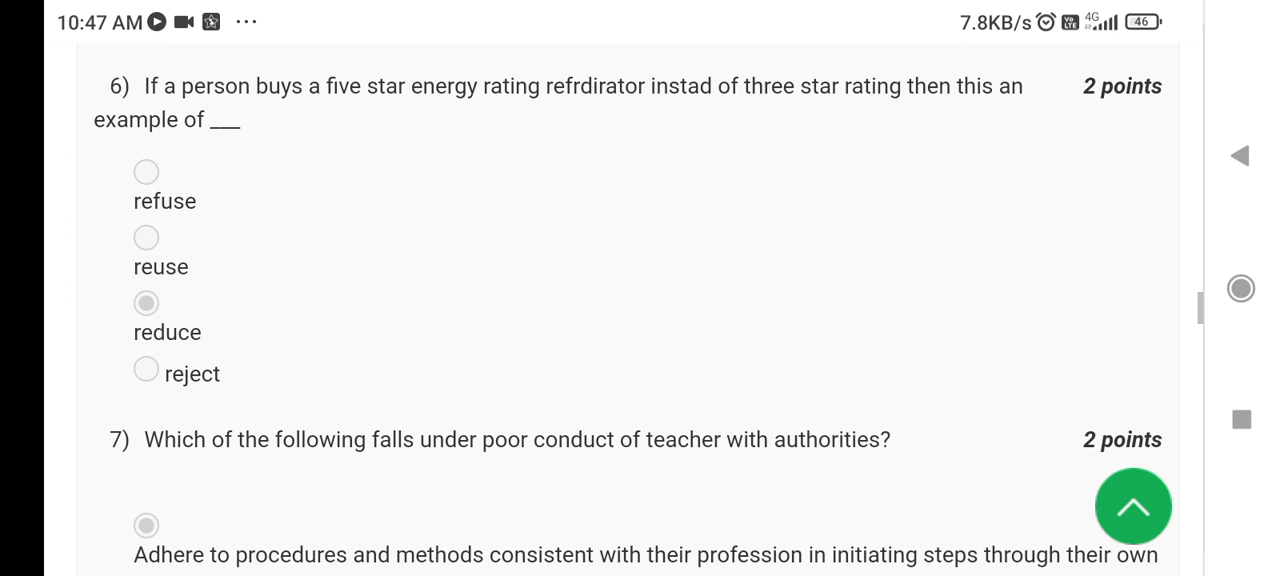 10:47 AM ... 7.8KB/s Vo LTE 4G 46
6) If a person buys a five star energy rating refrdirator instad of three star rating then this an 2 points
example of ___
refuse
reuse
reduce
reject
7) Which of the following falls under poor conduct of teacher with authorities? 2 points
Adhere to procedures and methods consistent with their profession in initiating steps through their own